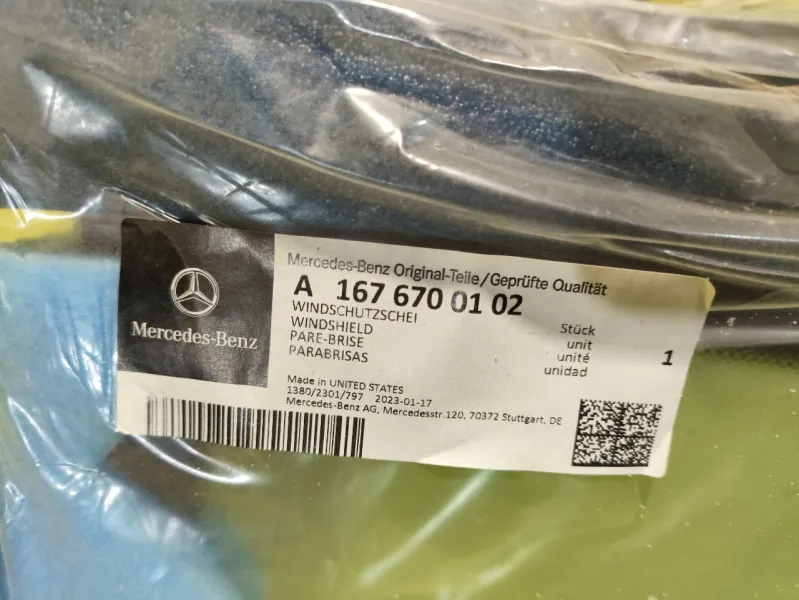 Mercedes-Benz
Mercedes-Benz Original-Teile/Geprüfte Qualität
A 167 670 01 02
WINDSCHUTZSCHEI
WINDSHIELD
PARE-BRISE
PARABRISAS
Stück
unit
unité
unidad
1
Made in UNITED STATES
1380/2301/797 2023-01-17
Mercedes-Benz AG, Mercedesstr.120, 70372 Stuttgart, DE